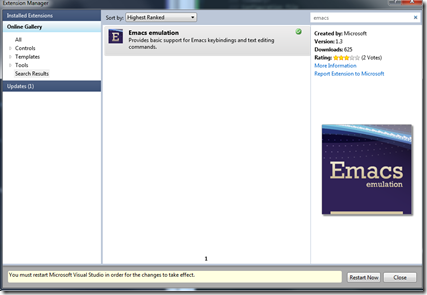 Extension Manager
Installed Extensions
Online Gallery
All
Controls
Templates
Tools
Search Results
Updates (1)
Sort by: Highest Ranked
emacs
E
Emacs emulation
Provides basic support for Emacs keybindings and text editing
commands.
Created by: Microsoft
Version: 1.3
Downloads: 625
Rating: (2 Votes)
More Information
Report Extension to Microsoft
Emacs
emulation
1
You must restart Microsoft Visual Studio in order for the changes to take effect.
Restart Now
Close